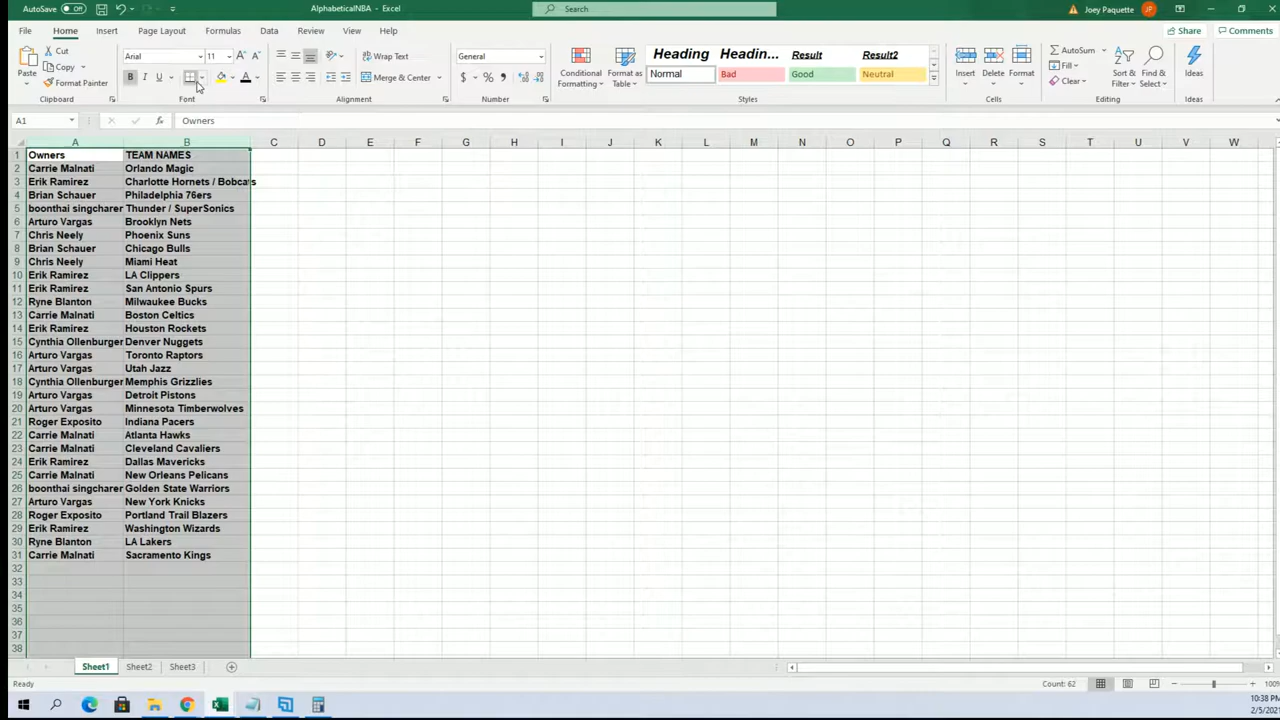 AutoSave Off AlphabeticalNBA - Excel Search Joey Paquette JP
File Home Insert Page Layout Formulas Data Review View Help Share Comments
Cut Arial 11 Wrap Text General Heading Headin... Result Result2 AutoSum
Paste Copy Conditional Formatting Format as Table Insert Delete Format Fill Sort & Filter Find & Select Ideas
Format Painter B I U Merge & Center $ % Normal Bad Good Neutral Clear
Clipboard Font Alignment Number Styles Cells Editing Ideas
A1 Owners
A B C D E F G H I J K L M N O P Q R S T U V W
1 Owners TEAM NAMES
2 Carrie Malnati Orlando Magic
3 Erik Ramirez Charlotte Hornets / Bobcats
4 Brian Schauer Philadelphia 76ers
5 boonthai singcharer Thunder / SuperSonics
6 Arturo Vargas Brooklyn Nets
7 Chris Neely Phoenix Suns
8 Brian Schauer Chicago Bulls
9 Chris Neely Miami Heat
10 Erik Ramirez LA Clippers
11 Erik Ramirez San Antonio Spurs
12 Ryne Blanton Milwaukee Bucks
13 Carrie Malnati Boston Celtics
14 Erik Ramirez Houston Rockets
15 Cynthia Ollenburger Denver Nuggets
16 Arturo Vargas Toronto Raptors
17 Arturo Vargas Utah Jazz
18 Cynthia Ollenburger Memphis Grizzlies
19 Arturo Vargas Detroit Pistons
20 Arturo Vargas Minnesota Timberwolves
21 Roger Exposito Indiana Pacers
22 Carrie Malnati Atlanta Hawks
23 Carrie Malnati Cleveland Cavaliers
24 Erik Ramirez Dallas Mavericks
25 Carrie Malnati New Orleans Pelicans
26 boonthai singcharer Golden State Warriors
27 Arturo Vargas New York Knicks
28 Roger Exposito Portland Trail Blazers
29 Erik Ramirez Washington Wizards
30 Ryne Blanton LA Lakers
31 Carrie Malnati Sacramento Kings
32
33
34
35
36
37
38
Sheet1 Sheet2 Sheet3
Ready Count: 62 100%
10:38 PM
2/5/202